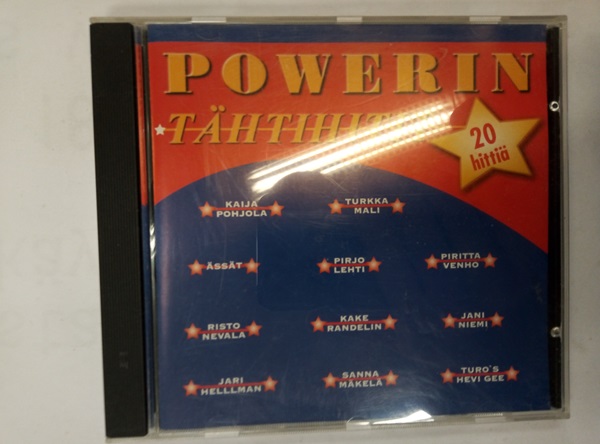 POWERIN
TÄHTIHITIT
20
hittiä
KAIJA
POHJOLA
TURKKA
MALI
ÄSSÄT
PIRJO
LEHTI
PIRITTA
VENHO
RISTO
NEVALA
KAKE
RANDELIN
JANI
NIEMI
JARI
HELLLMAN
SANNA
MÄKELÄ
TURO'S
HEVI GEE